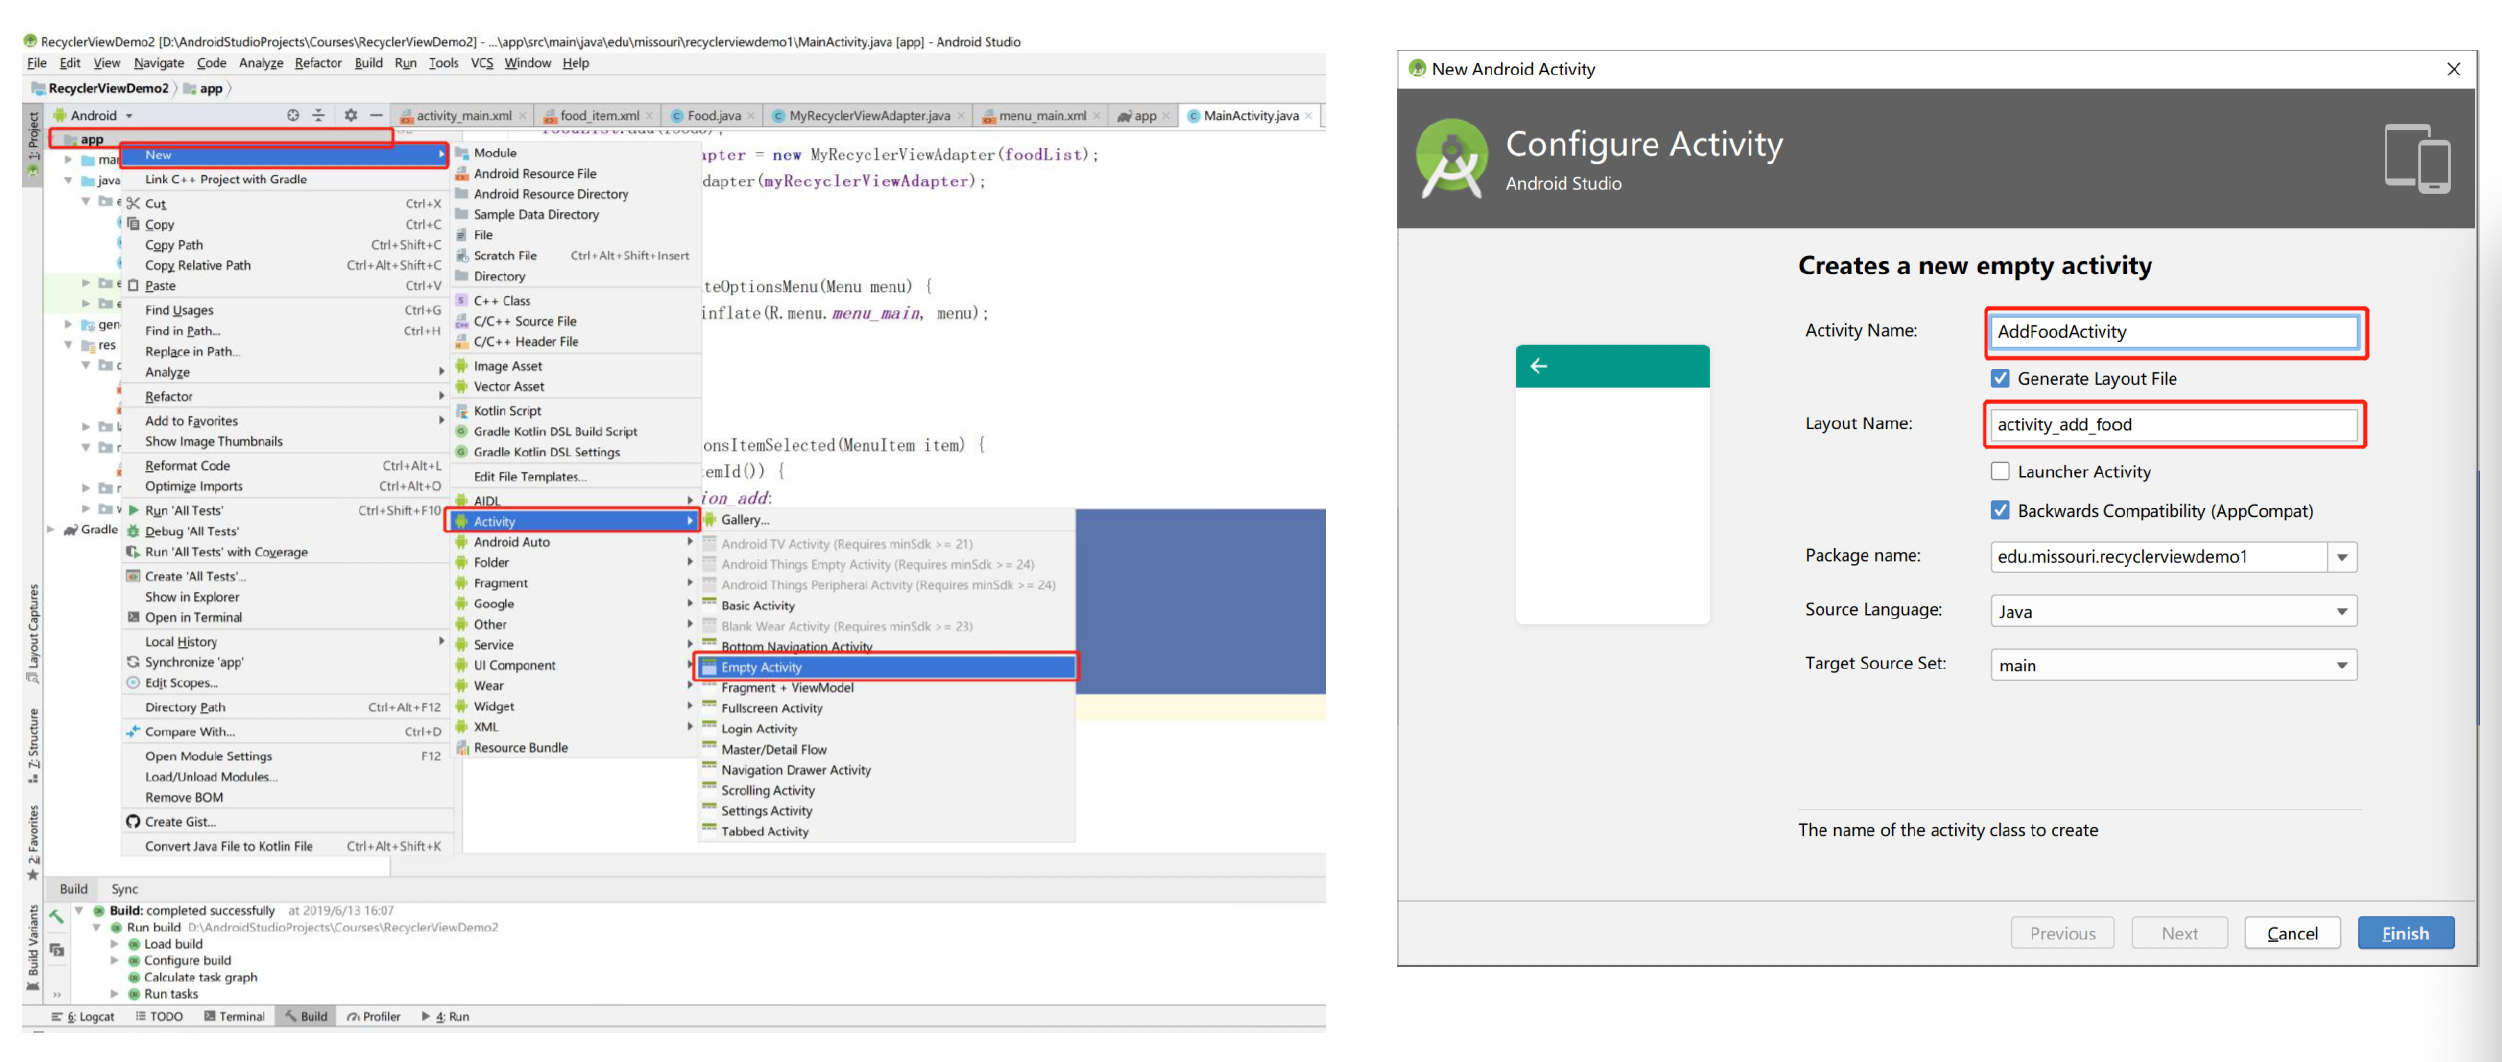 RecyclerViewDemo2 [D:\AndroidStudioProjects\Courses\RecyclerViewDemo2] - ...\app\src\main\java\edu\missouri\recyclerviewdemo1\MainActivity.java [app] - Android Studio
File Edit View Navigate Code Analyze Refactor Build Run Tools VCS Window Help
RecyclerViewDemo2 app
1: Project
Android
activity_main.xml food_item.xml Food.java MyRecyclerViewAdapter.java menu_main.xml app MainActivity.java
app
java
gen
res
Gradle
New
Link C++ Project with Gradle
Cut Ctrl+X
Copy Ctrl+C
Copy Path Ctrl+Shift+C
Copy Relative Path Ctrl+Alt+Shift+C
Paste Ctrl+V
Find Usages Ctrl+G
Find in Path... Ctrl+H
Replace in Path...
Analyze
Refactor
Add to Favorites
Show Image Thumbnails
Reformat Code Ctrl+Alt+L
Optimize Imports Ctrl+Alt+O
Run 'All Tests' Ctrl+Shift+F10
Debug 'All Tests'
Run 'All Tests' with Coverage
Create 'All Tests'...
Show in Explorer
Open in Terminal
Local History
Synchronize 'app'
Edit Scopes...
Directory Path Ctrl+Alt+F12
Compare With... Ctrl+D
Open Module Settings F12
Load/Unload Modules...
Remove BOM
Create Gist...
Convert Java File to Kotlin File Ctrl+Alt+Shift+K
Module
Android Resource File
Android Resource Directory
Sample Data Directory
File
Scratch File Ctrl+Alt+Shift+Insert
Directory
C++ Class
C/C++ Source File
C/C++ Header File
Image Asset
Vector Asset
Kotlin Script
Gradle Kotlin DSL Build Script
Gradle Kotlin DSL Settings
Edit File Templates...
AIDL
Activity
Android Auto
Folder
Fragment
Google
Other
Service
UI Component
Wear
Widget
XML
Resource Bundle
apter = new MyRecyclerViewAdapter(foodList);
dapter(myRecyclerViewAdapter);
teOptionsMenu(Menu menu) {
inflate(R.menu.menu_main, menu);
onsItemSelected(MenuItem item) {
emId()) {
ion_add:
Gallery...
Android TV Activity (Requires minSdk >= 21)
Android Things Empty Activity (Requires minSdk >= 24)
Android Things Peripheral Activity (Requires minSdk >= 24)
Basic Activity
Blank Wear Activity (Requires minSdk >= 23)
Bottom Navigation Activity
Empty Activity
Fragment + ViewModel
Fullscreen Activity
Login Activity
Master/Detail Flow
Navigation Drawer Activity
Scrolling Activity
Settings Activity
Tabbed Activity
Layout Captures
7: Structure
2: Favorites
Build Variants
Build Sync
Build: completed successfully at 2019/6/13 16:07
Run build D:\AndroidStudioProjects\Courses\RecyclerViewDemo2
Load build
Configure build
Calculate task graph
Run tasks
6: Logcat TODO Terminal Build Profiler 4: Run
New Android Activity
Configure Activity
Android Studio
Creates a new empty activity
Activity Name: AddFoodActivity
Generate Layout File
Layout Name: activity_add_food
Launcher Activity
Backwards Compatibility (AppCompat)
Package name: edu.missouri.recyclerviewdemo1
Source Language: Java
Target Source Set: main
The name of the activity class to create
Previous Next Cancel Finish